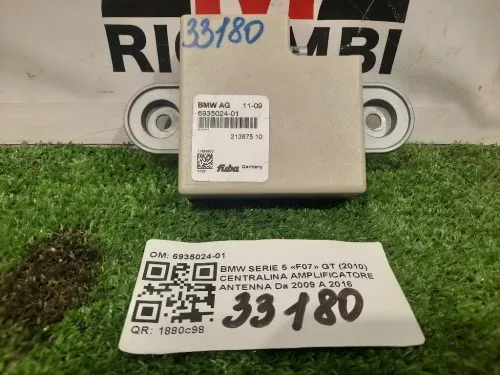 M2
RICAMBI
33180
BMW AG 11-09
6935024-01
213875 10
fuba Germany
OM: 6935024-01
BMW SERIE 5 «F07» GT (2010)
CENTRALINA AMPLIFICATORE
ANTENNA Da 2009 A 2016
33180
QR: 1880c98